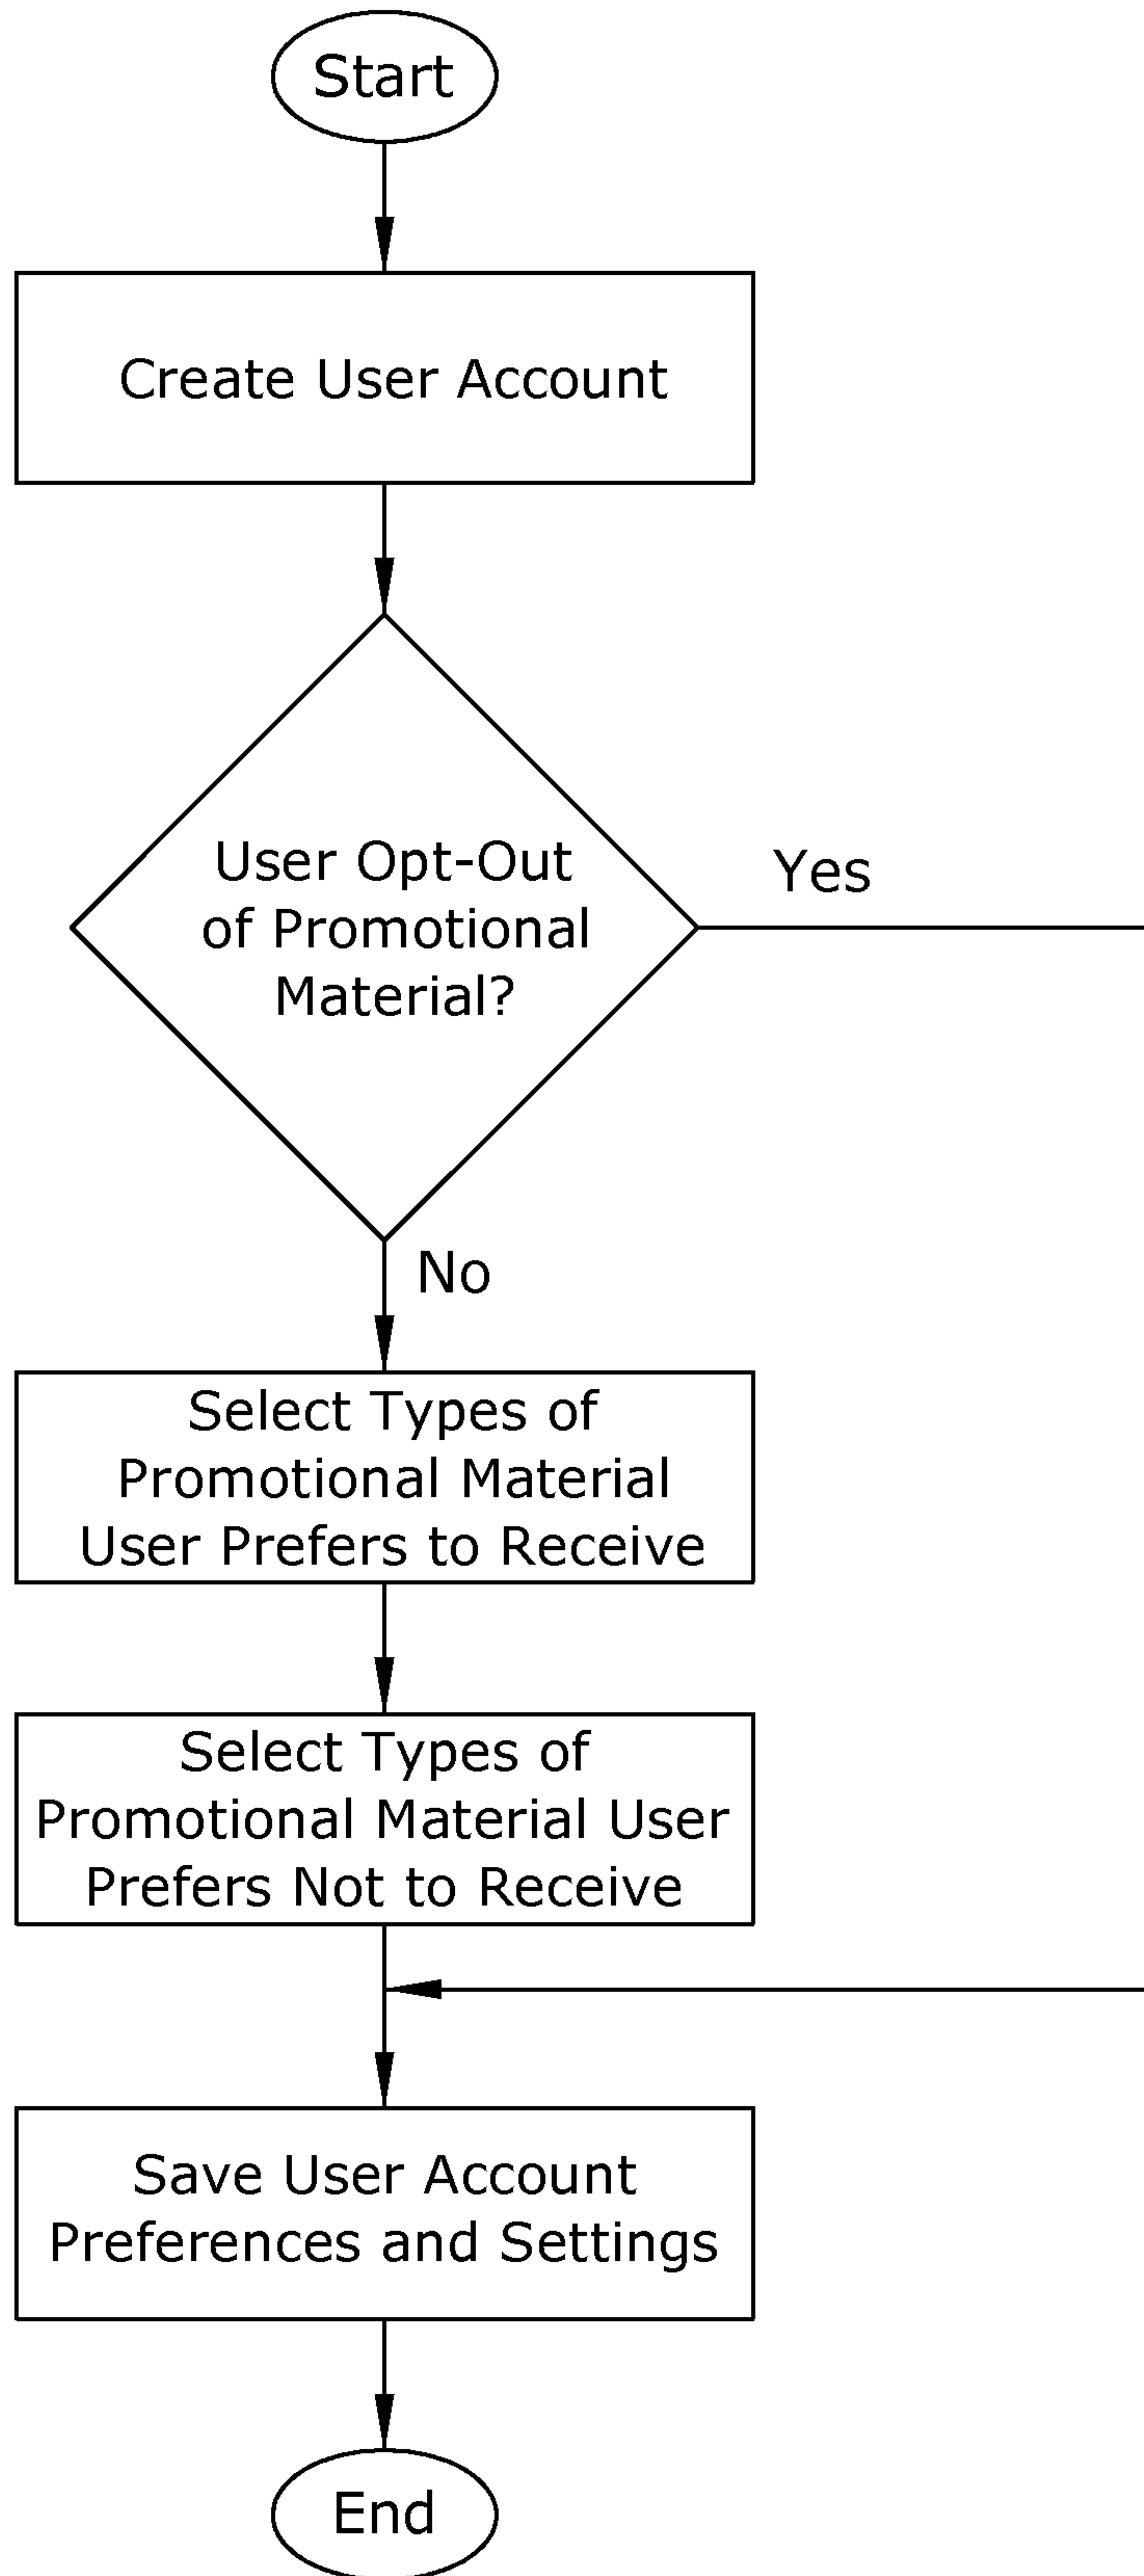 Start
Create User Account
User Opt-Out
of Promotional
Material?
Yes
No
Select Types of
Promotional Material
User Prefers to Receive
Select Types of
Promotional Material User
Prefers Not to Receive
Save User Account
Preferences and Settings
End